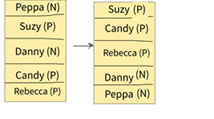 Peppa (N)
Suzy (P)
Danny (N)
Candy (P)
Rebecca (P)
Suzy (P)
Candy (P)
Rebecca (P)
Danny (N)
Peppa (N)